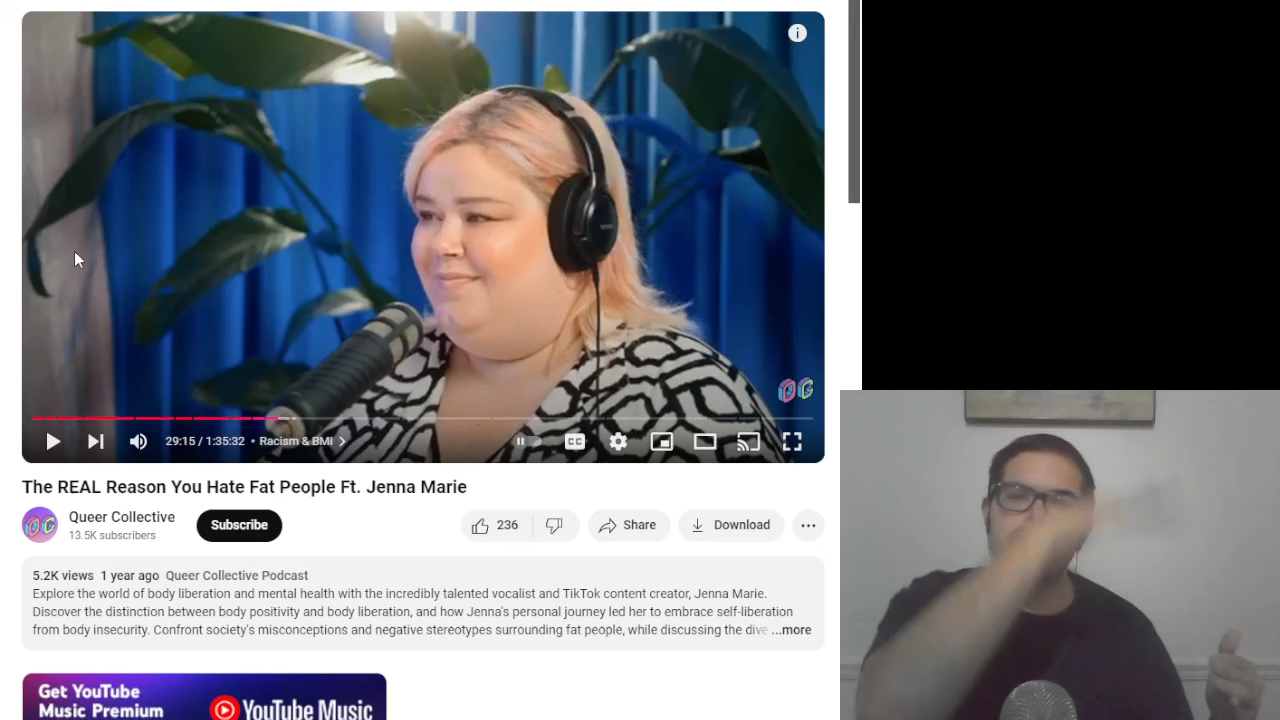 29:15 / 1:35:32 • Racism & BMI
CC
The REAL Reason You Hate Fat People Ft. Jenna Marie
Queer Collective
13.5K subscribers
Subscribe
236
Share
Download
5.2K views 1 year ago Queer Collective Podcast
Explore the world of body liberation and mental health with the incredibly talented vocalist and TikTok content creator, Jenna Marie.
Discover the distinction between body positivity and body liberation, and how Jenna's personal journey led her to embrace self-liberation
from body insecurity. Confront society's misconceptions and negative stereotypes surrounding fat people, while discussing the dive ...more
Get YouTube
Music Premium
YouTube Music